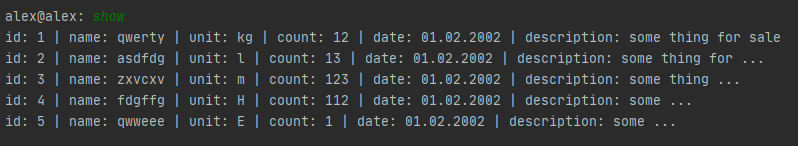 alex@alex: show
id: 1 | name: qwerty | unit: kg | count: 12 | date: 01.02.2002 | description: some thing for sale
id: 2 | name: asdfdg | unit: l | count: 13 | date: 01.02.2002 | description: some thing for ...
id: 3 | name: zxvcxv | unit: m | count: 123 | date: 01.02.2002 | description: some thing ...
id: 4 | name: fdgffg | unit: H | count: 112 | date: 01.02.2002 | description: some ...
id: 5 | name: qwweee | unit: E | count: 1 | date: 01.02.2002 | description: some ...